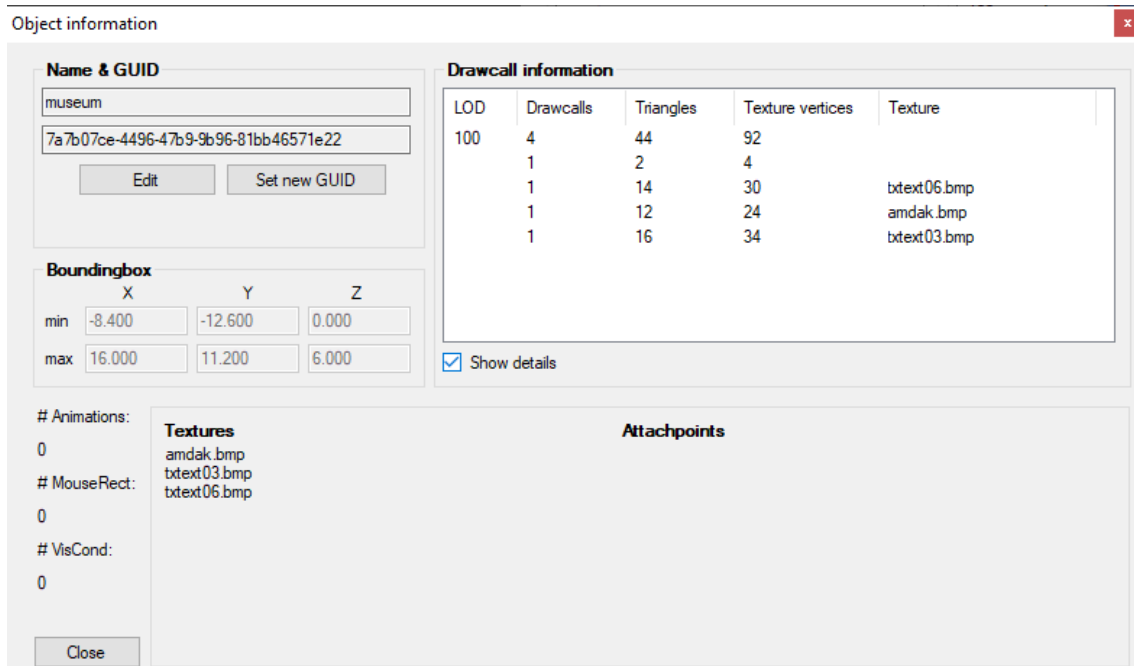 Object information
x
Name & GUID
museum
7a7b07ce-4496-47b9-9b96-81bb46571e22
Edit Set new GUID
Boundingbox
X Y Z
min -8.400 -12.600 0.000
max 16.000 11.200 6.000
Drawcall information
LOD Drawcalls Triangles Texture vertices Texture
100 4 44 92
1 2 4
1 14 30 txtext06.bmp
1 12 24 amdak.bmp
1 16 34 txtext03.bmp
Show details
# Animations:
0
# MouseRect:
0
# VisCond:
0
Textures
amdak.bmp
txtext03.bmp
txtext06.bmp
Attachpoints
Close